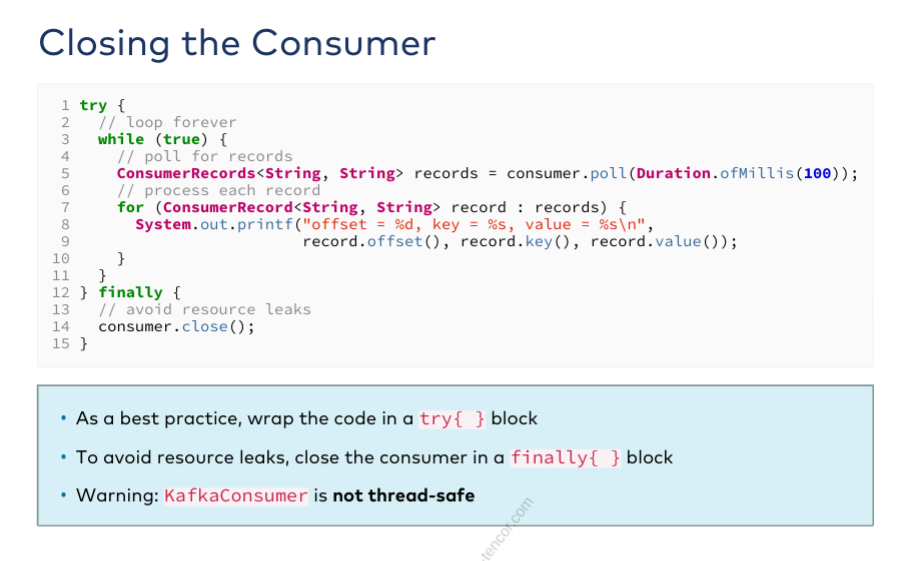 Closing the Consumer
1 try {
2 // loop forever
3 while (true) {
4 // poll for records
5 ConsumerRecords<String, String> records = consumer.poll(Duration.ofMillis(100));
6 // process each record
7 for (ConsumerRecord<String, String> record : records) {
8 System.out.printf("offset = %d, key = %s, value = %s\n",
9 record.offset(), record.key(), record.value());
10 }
11 }
12 } finally {
13 // avoid resource leaks
14 consumer.close();
15 }
• As a best practice, wrap the code in a try{ } block
• To avoid resource leaks, close the consumer in a finally{ } block
• Warning: KafkaConsumer is not thread-safe
tencor.com